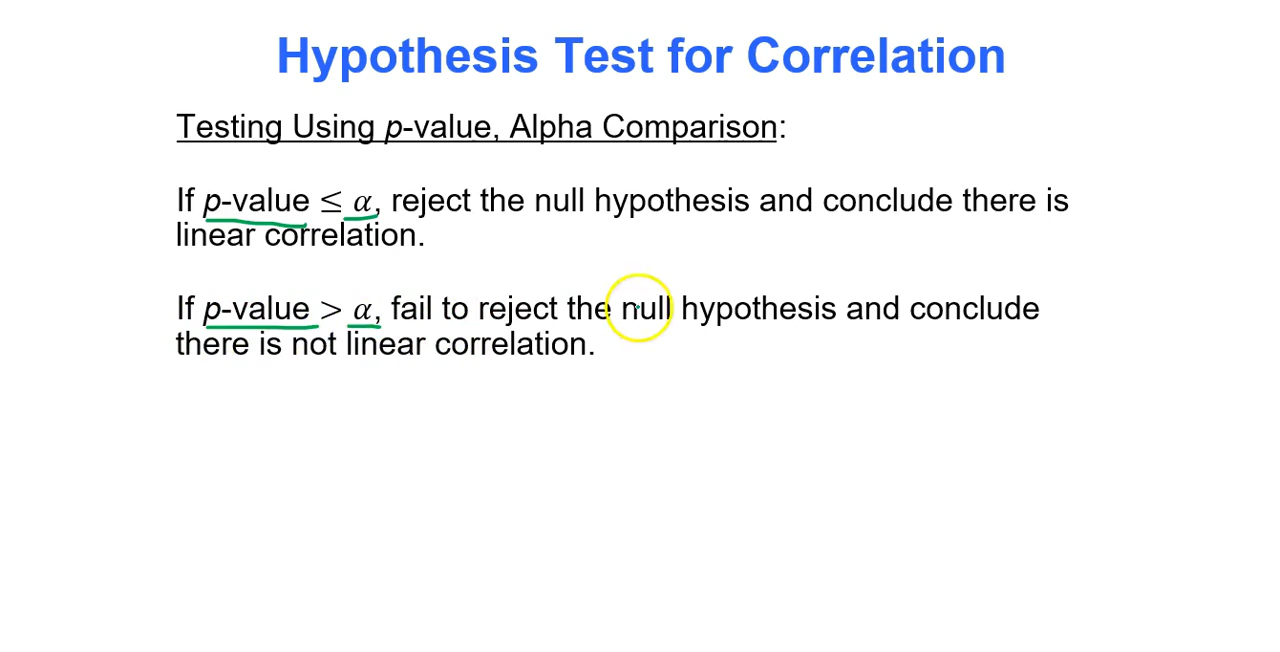 Hypothesis Test for Correlation
Testing Using p-value, Alpha Comparison:
If p-value ≤ α, reject the null hypothesis and conclude there is
linear correlation.
If p-value > α, fail to reject the null hypothesis and conclude
there is not linear correlation.